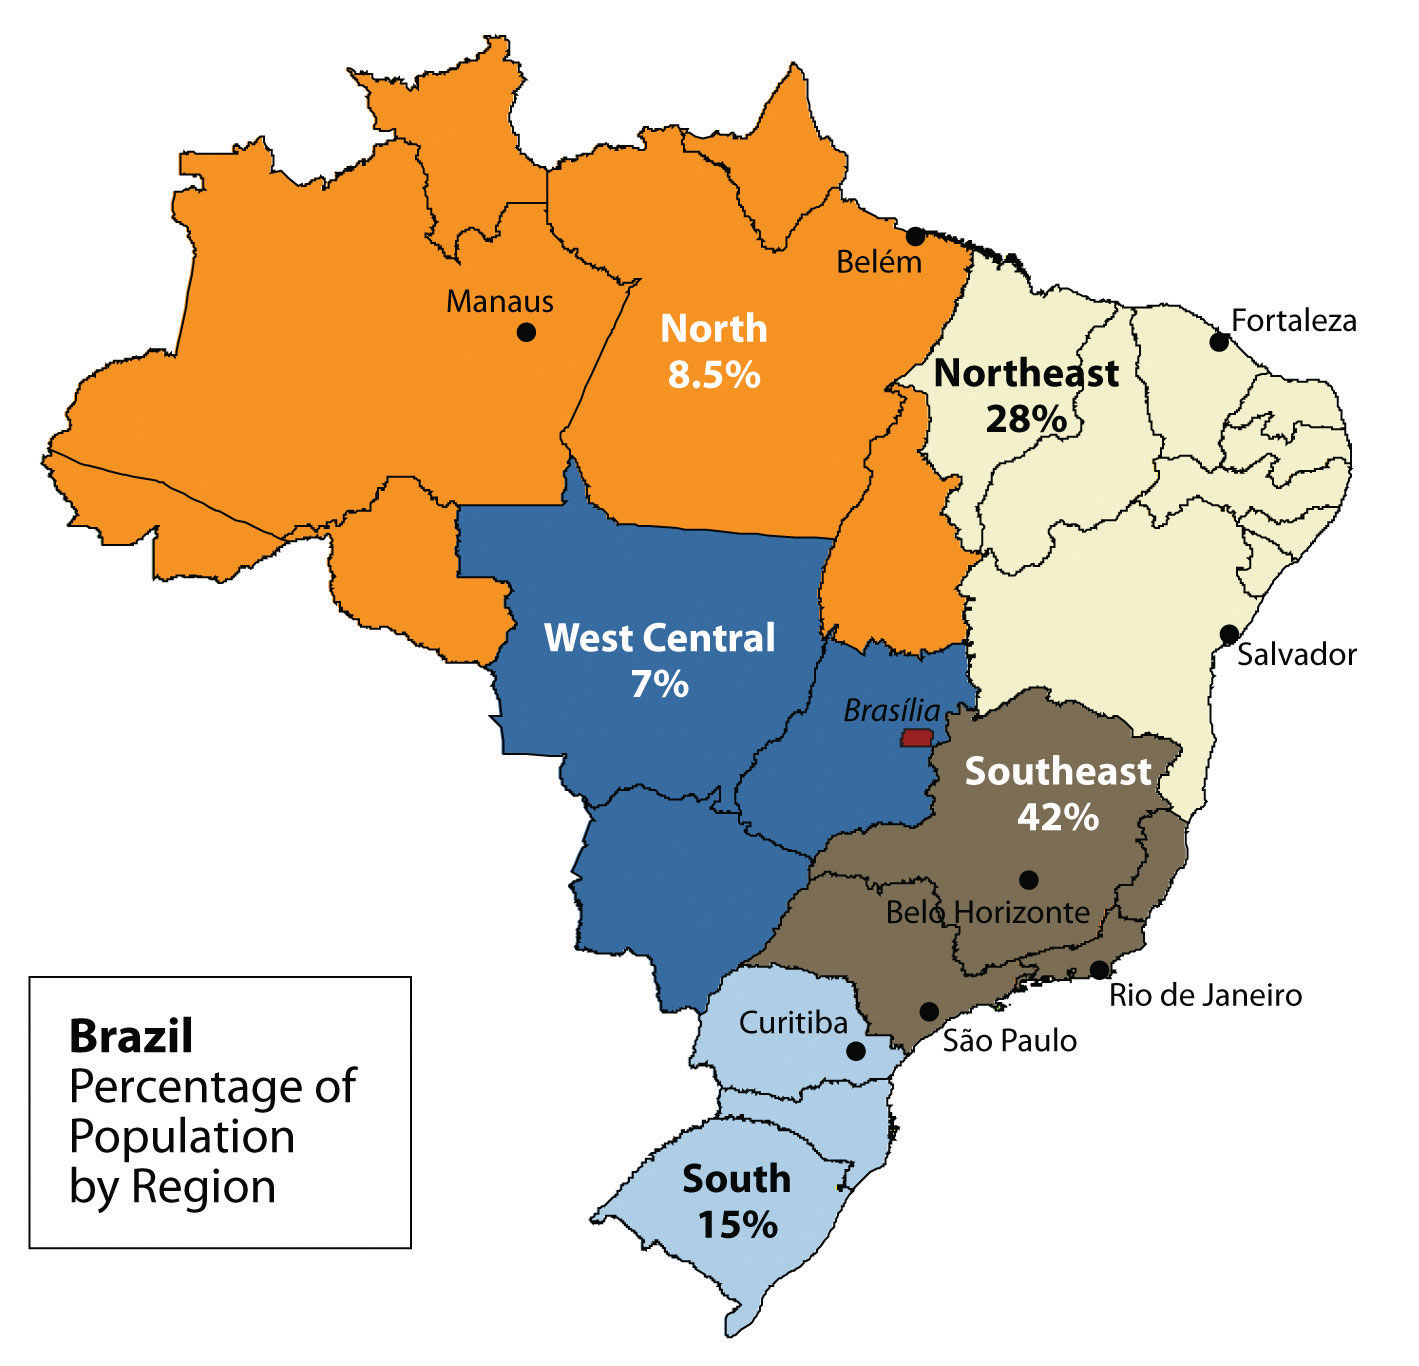 Belém
Manaus
Fortaleza
North
8.5%
Northeast
28%
West Central
7%
Salvador
Brasília
Southeast
42%
Belo Horizonte
Rio de Janeiro
Curitiba
São Paulo
South
15%
Brazil
Percentage of
Population
by Region